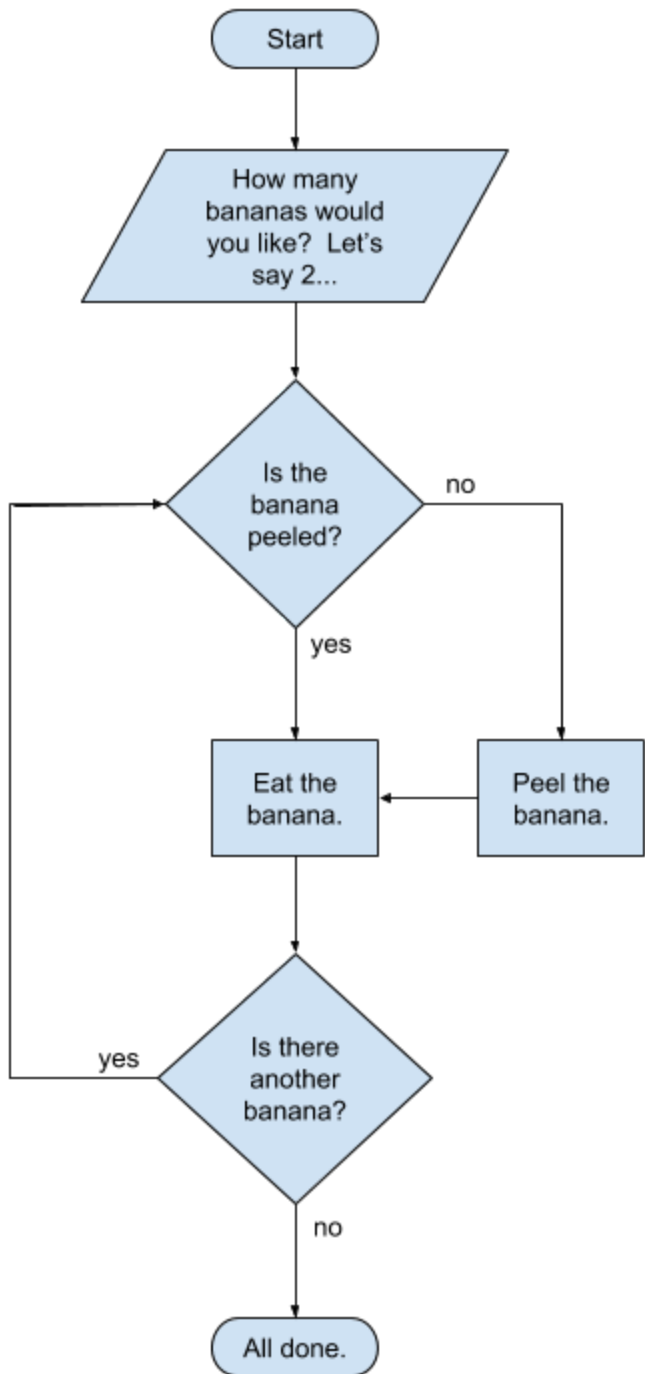 Start
How many
bananas would
you like?  Let's
say 2...
Is the
banana
peeled?
no
yes
Eat the
banana.
Peel the
banana.
Is there
another
banana?
yes
no
All done.